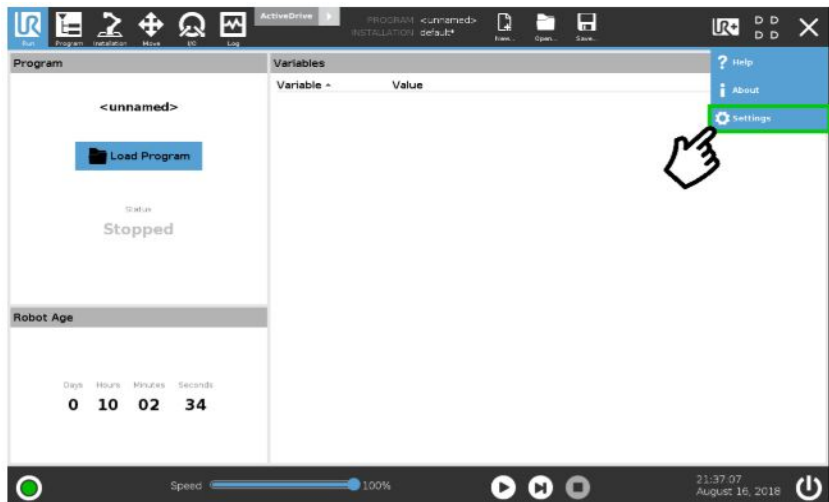 UR
Run
Program
Installation
Move
I/O
Log
ActiveDrive
PROGRAM <unnamed>
INSTALLATION default*
New...
Open...
Save...
UR+
D D
D D
Program
Variables
? Help
i About
Settings
Variable
Value
<unnamed>
Load Program
Status
Stopped
Robot Age
Days Hours Minutes Seconds
0 10 02 34
Speed
100%
21:37:07
August 16, 2018